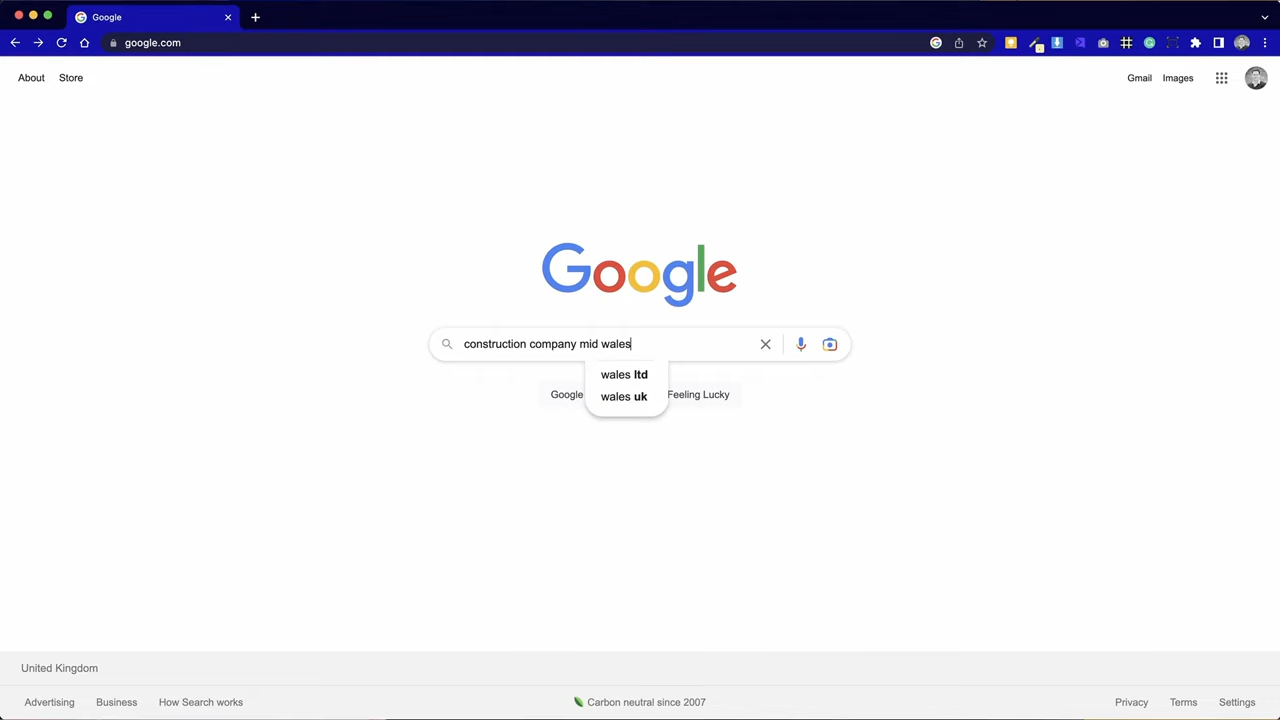 Google
google.com
About Store
Gmail Images
Google
construction company mid wales
wales ltd
wales uk
Google
Feeling Lucky
United Kingdom
Advertising Business How Search works
Carbon neutral since 2007
Privacy Terms Settings